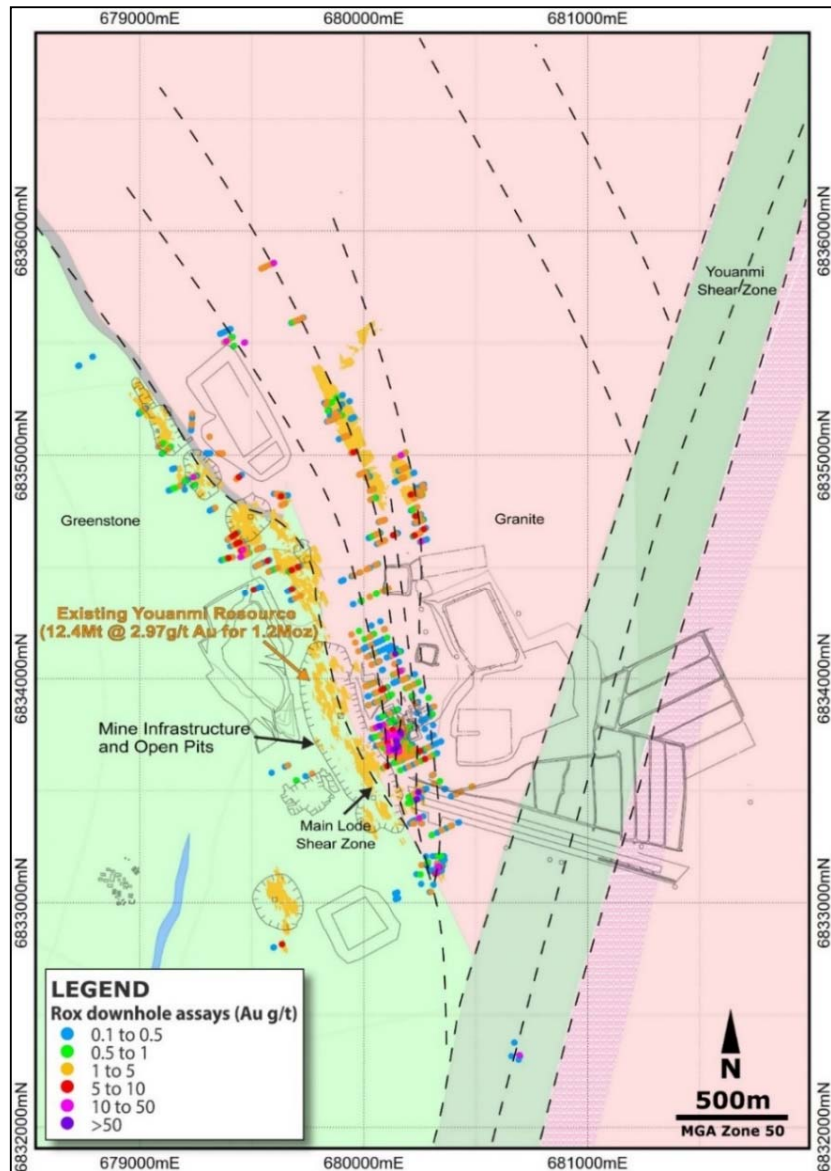 679000mE
680000mE
681000mE
6836000mN
6836000mN
Youanmi
Shear Zone
6835000mN
6835000mN
Greenstone
Granite
Existing Youanmi Resource
(12.4Mt @ 2.97g/t Au for 1.2Moz)
6834000mN
6834000mN
Mine Infrastructure
and Open Pits
Main Lode
Shear Zone
6833000mN
6833000mN
LEGEND
Rox downhole assays (Au g/t)
0.1 to 0.5
0.5 to 1
1 to 5
5 to 10
10 to 50
>50
N
500m
MGA Zone 50
6832000mN
6832000mN
679000mE
680000mE
681000mE